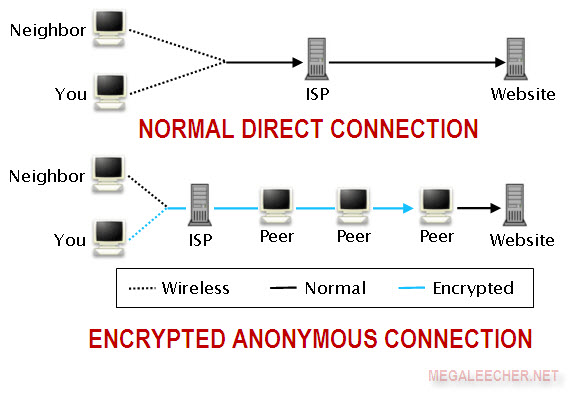 Neighbor
You
ISP
Website
NORMAL DIRECT CONNECTION
Neighbor
You
ISP
Peer
Peer
Peer
Website
Wireless
Normal
Encrypted
ENCRYPTED ANONYMOUS CONNECTION
MEGALEECHER.NET